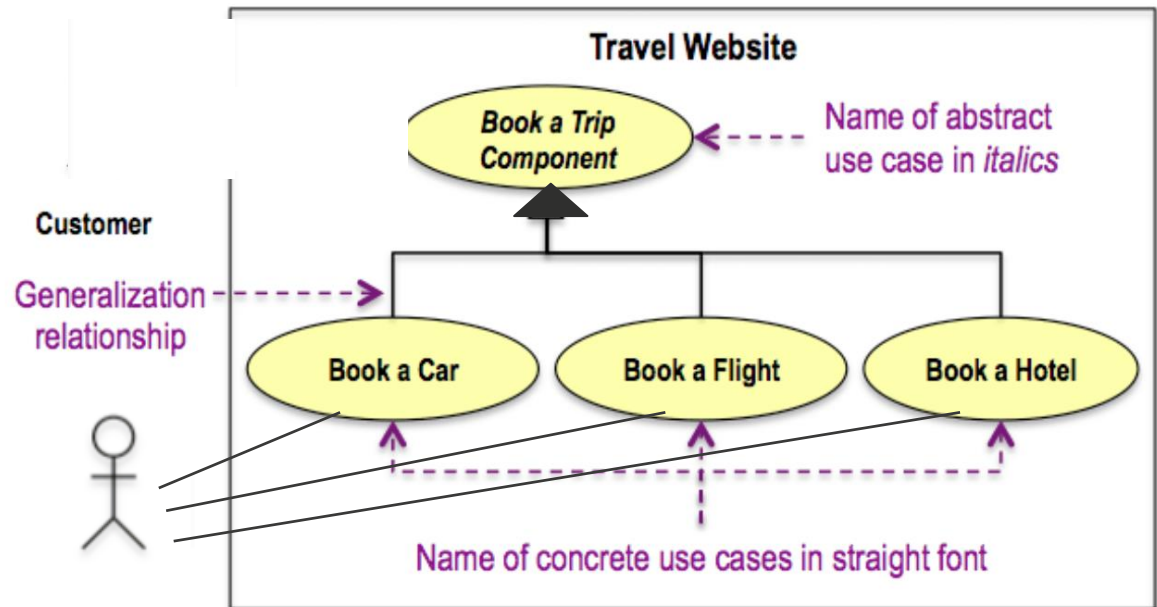 Travel Website
Book a Trip
Component
Name of abstract
use case in italics
Customer
Generalization
relationship
Book a Car
Book a Flight
Book a Hotel
Name of concrete use cases in straight font